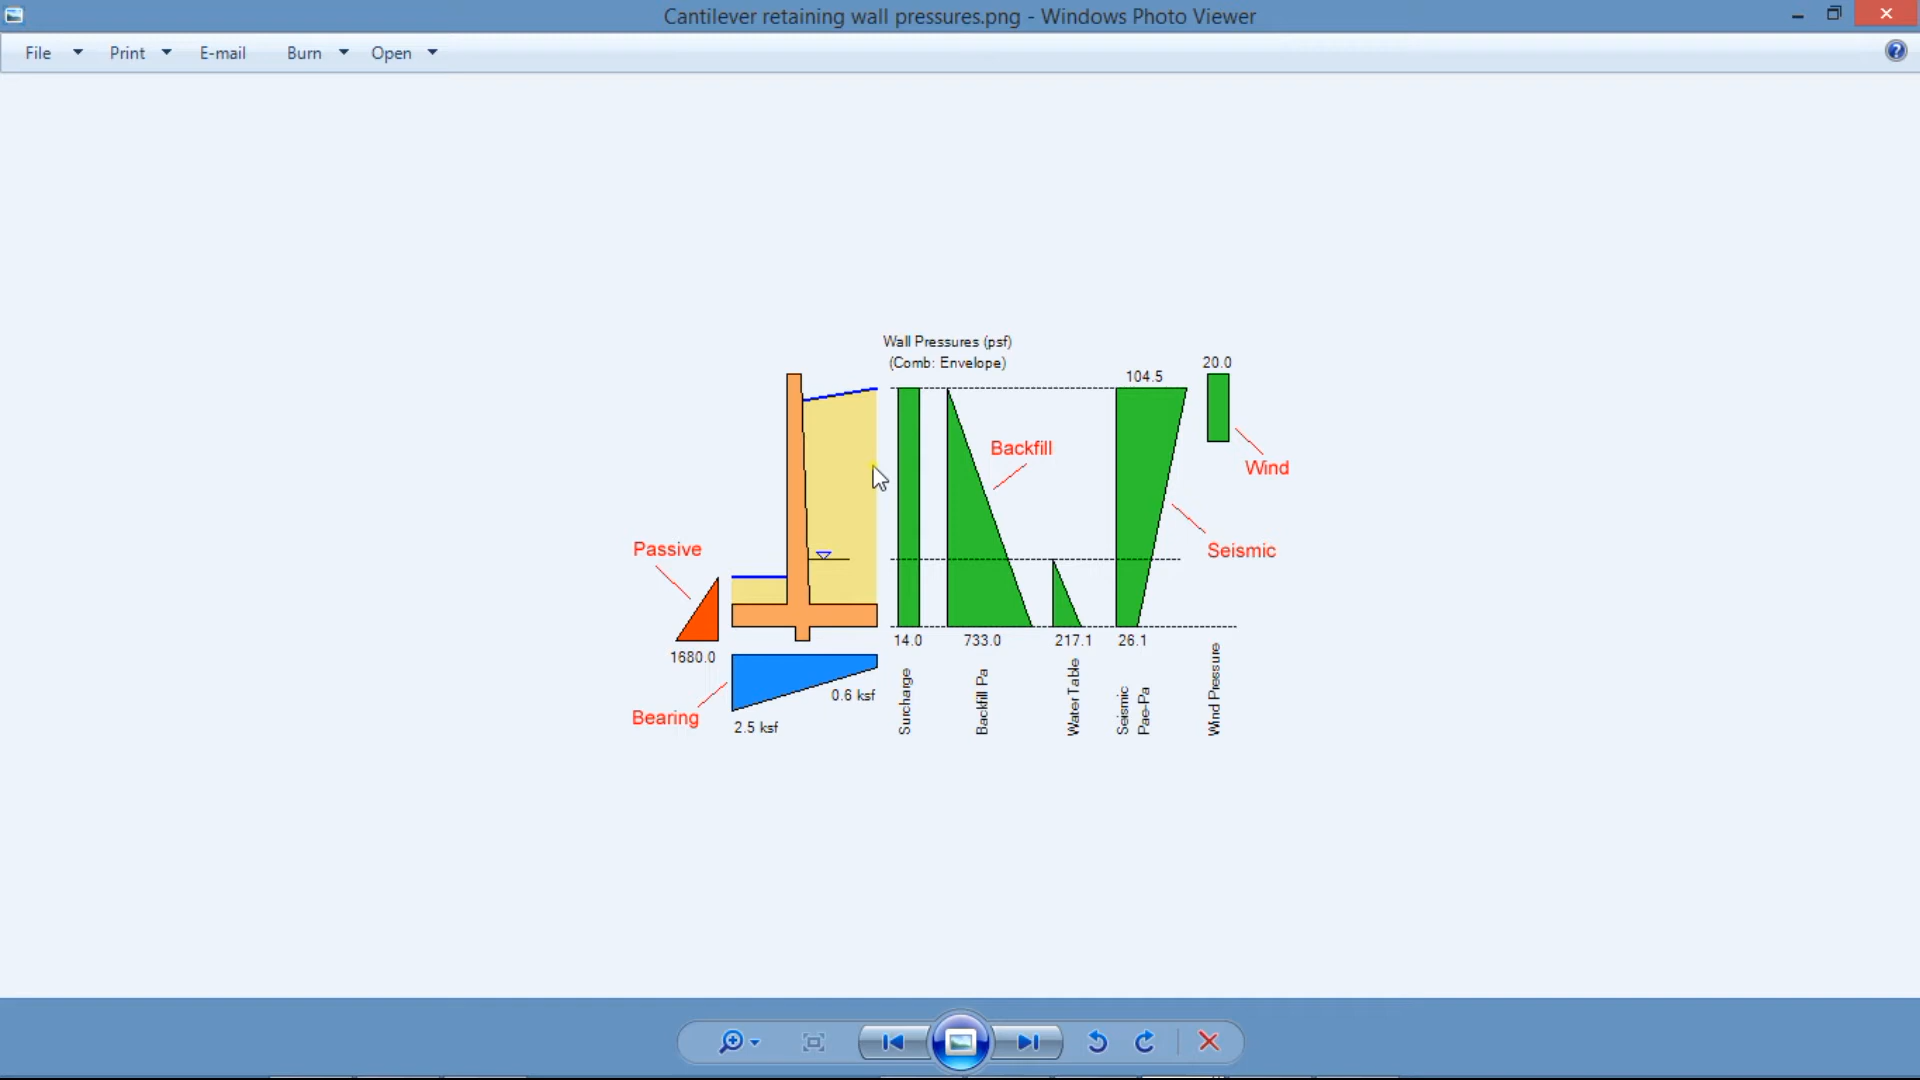 Cantilever retaining wall pressures.png - Windows Photo Viewer
File Print E-mail Burn Open
Wall Pressures (psf)
(Comb: Envelope)
104.5
20.0
Backfill
Wind
Passive
Seismic
1680.0
14.0
733.0
217.1
26.1
Bearing
0.6 ksf
2.5 ksf
Surcharge
Backfill Pa
Water Table
Seismic
Pae-Pa
Wind Pressure